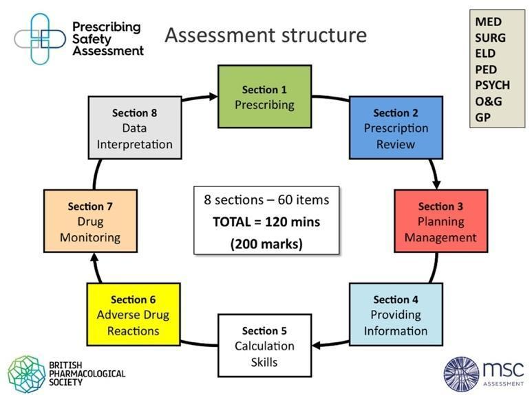 Prescribing
Safety
Assessment
Assessment structure
MED
SURG
ELD
PED
PSYCH
O&G
GP
Section 1
Prescribing
Section 2
Prescription
Review
Section 3
Planning
Management
Section 4
Providing
Information
Section 5
Calculation
Skills
Section 6
Adverse Drug
Reactions
Section 7
Drug
Monitoring
Section 8
Data
Interpretation
8 sections – 60 items
TOTAL = 120 mins
(200 marks)
BRITISH
PHARMACOLOGICAL
SOCIETY
msc
ASSESSMENT